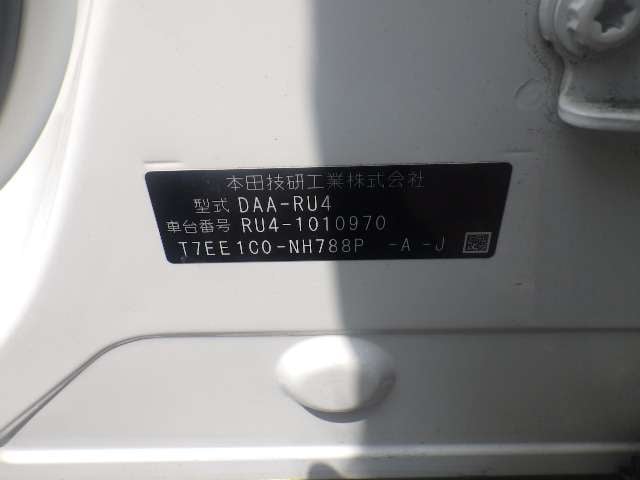 本田技研工業株式会社
型式 DAA-RU4
車台番号 RU4-1010970
T7EE1C0-NH788P -A -J